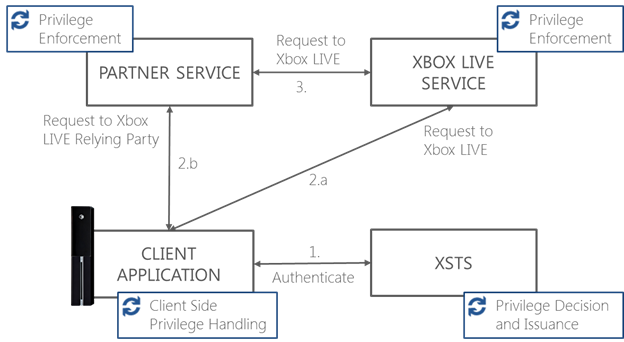 Privilege
Enforcement
Privilege
Enforcement
PARTNER SERVICE
Request to
Xbox LIVE
3.
XBOX LIVE
SERVICE
Request to Xbox
LIVE Relying Party
2.b
2.a
Request to
Xbox LIVE
CLIENT
APPLICATION
1.
Authenticate
XSTS
Client Side
Privilege Handling
Privilege Decision
and Issuance